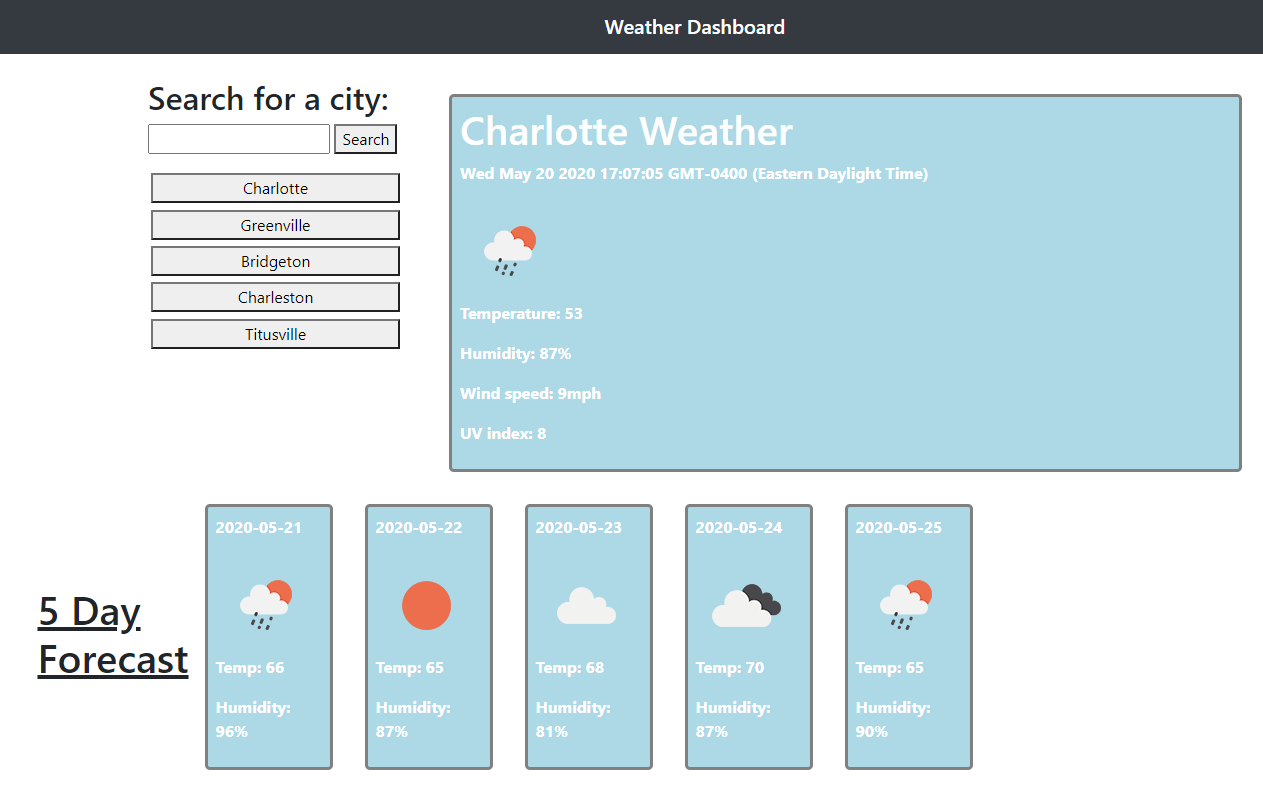 Weather Dashboard
Search for a city:
Search
Charlotte
Greenville
Bridgeton
Charleston
Titusville
Charlotte Weather
Wed May 20 2020 17:07:05 GMT-0400 (Eastern Daylight Time)
Temperature: 53
Humidity: 87%
Wind speed: 9mph
UV index: 8
5 Day
Forecast
2020-05-21
Temp: 66
Humidity:
96%
2020-05-22
Temp: 65
Humidity:
87%
2020-05-23
Temp: 68
Humidity:
81%
2020-05-24
Temp: 70
Humidity:
87%
2020-05-25
Temp: 65
Humidity:
90%